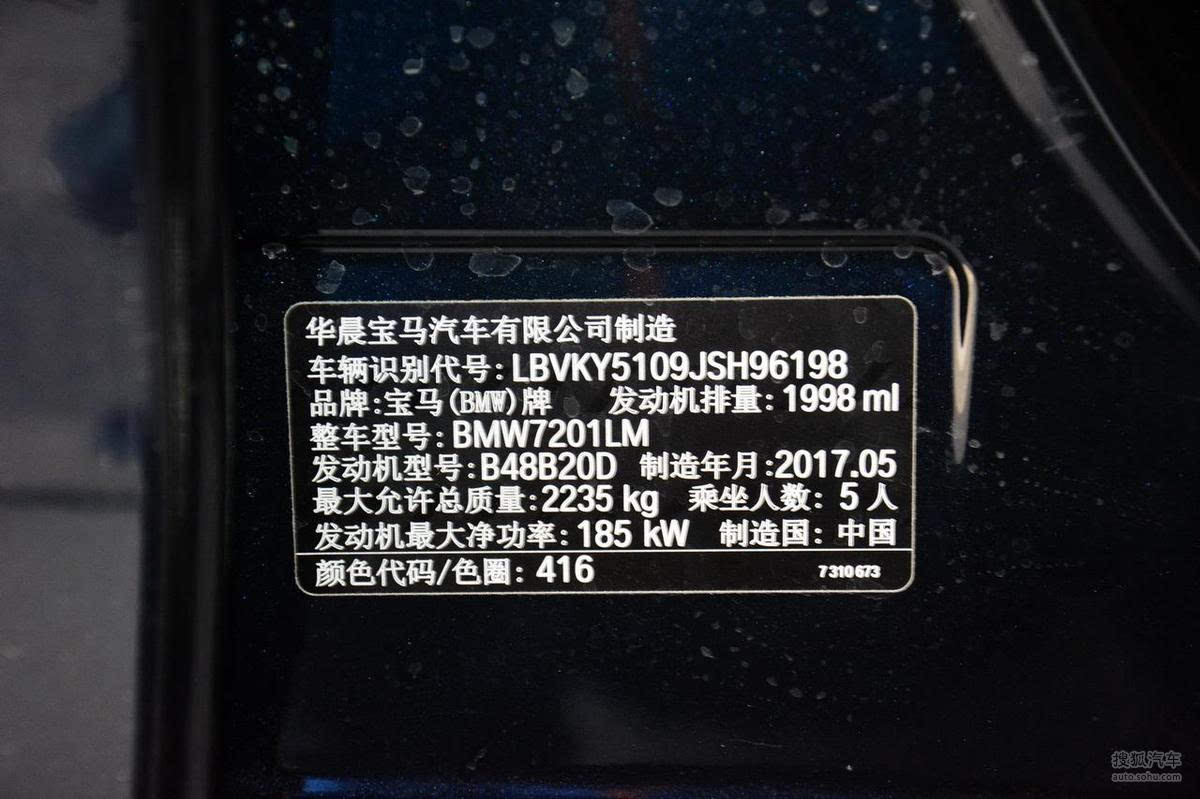 华晨宝马汽车有限公司制造
车辆识别代号: LBVKY5109JSH96198
品牌:宝马(BMW)牌 发动机排量: 1998 ml
整车型号: BMW7201LM
发动机型号: B48B20D 制造年月:2017.05
最大允许总质量:2235 kg 乘坐人数: 5 人
发动机最大净功率: 185 kW 制造国: 中国
颜色代码/色圈: 416 7310673
搜狐汽车
auto.sohu.com